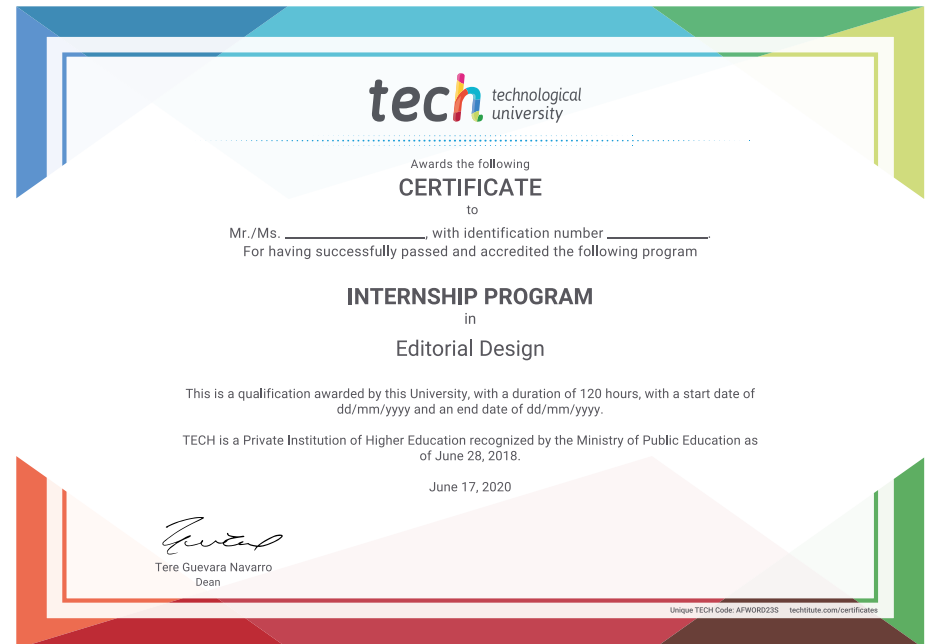 tech technological
university
Awards the following
CERTIFICATE
to
Mr./Ms. ____________________, with identification number ______________.
For having successfully passed and accredited the following program
INTERNSHIP PROGRAM
in
Editorial Design
This is a qualification awarded by this University, with a duration of 120 hours, with a start date of
dd/mm/yyyy and an end date of dd/mm/yyyy.
TECH is a Private Institution of Higher Education recognized by the Ministry of Public Education as
of June 28, 2018.
June 17, 2020
Tere Guevara Navarro
Dean
Unique TECH Code: AFWORD23S techtitute.com/certificates